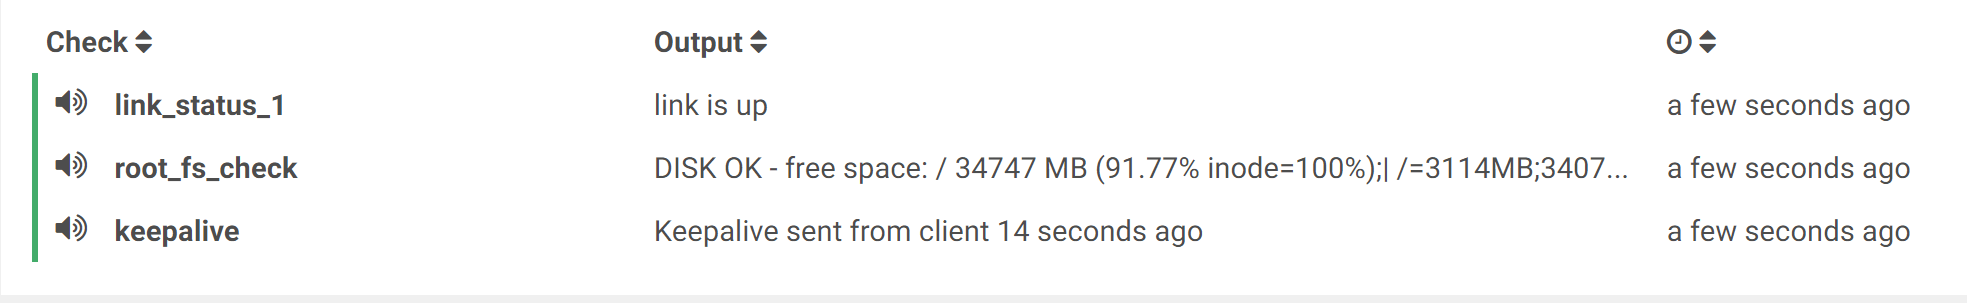 Check Output
link_status_1 link is up a few seconds ago
root_fs_check DISK OK - free space: / 34747 MB (91.77% inode=100%);| /=3114MB;3407... a few seconds ago
keepalive Keepalive sent from client 14 seconds ago a few seconds ago